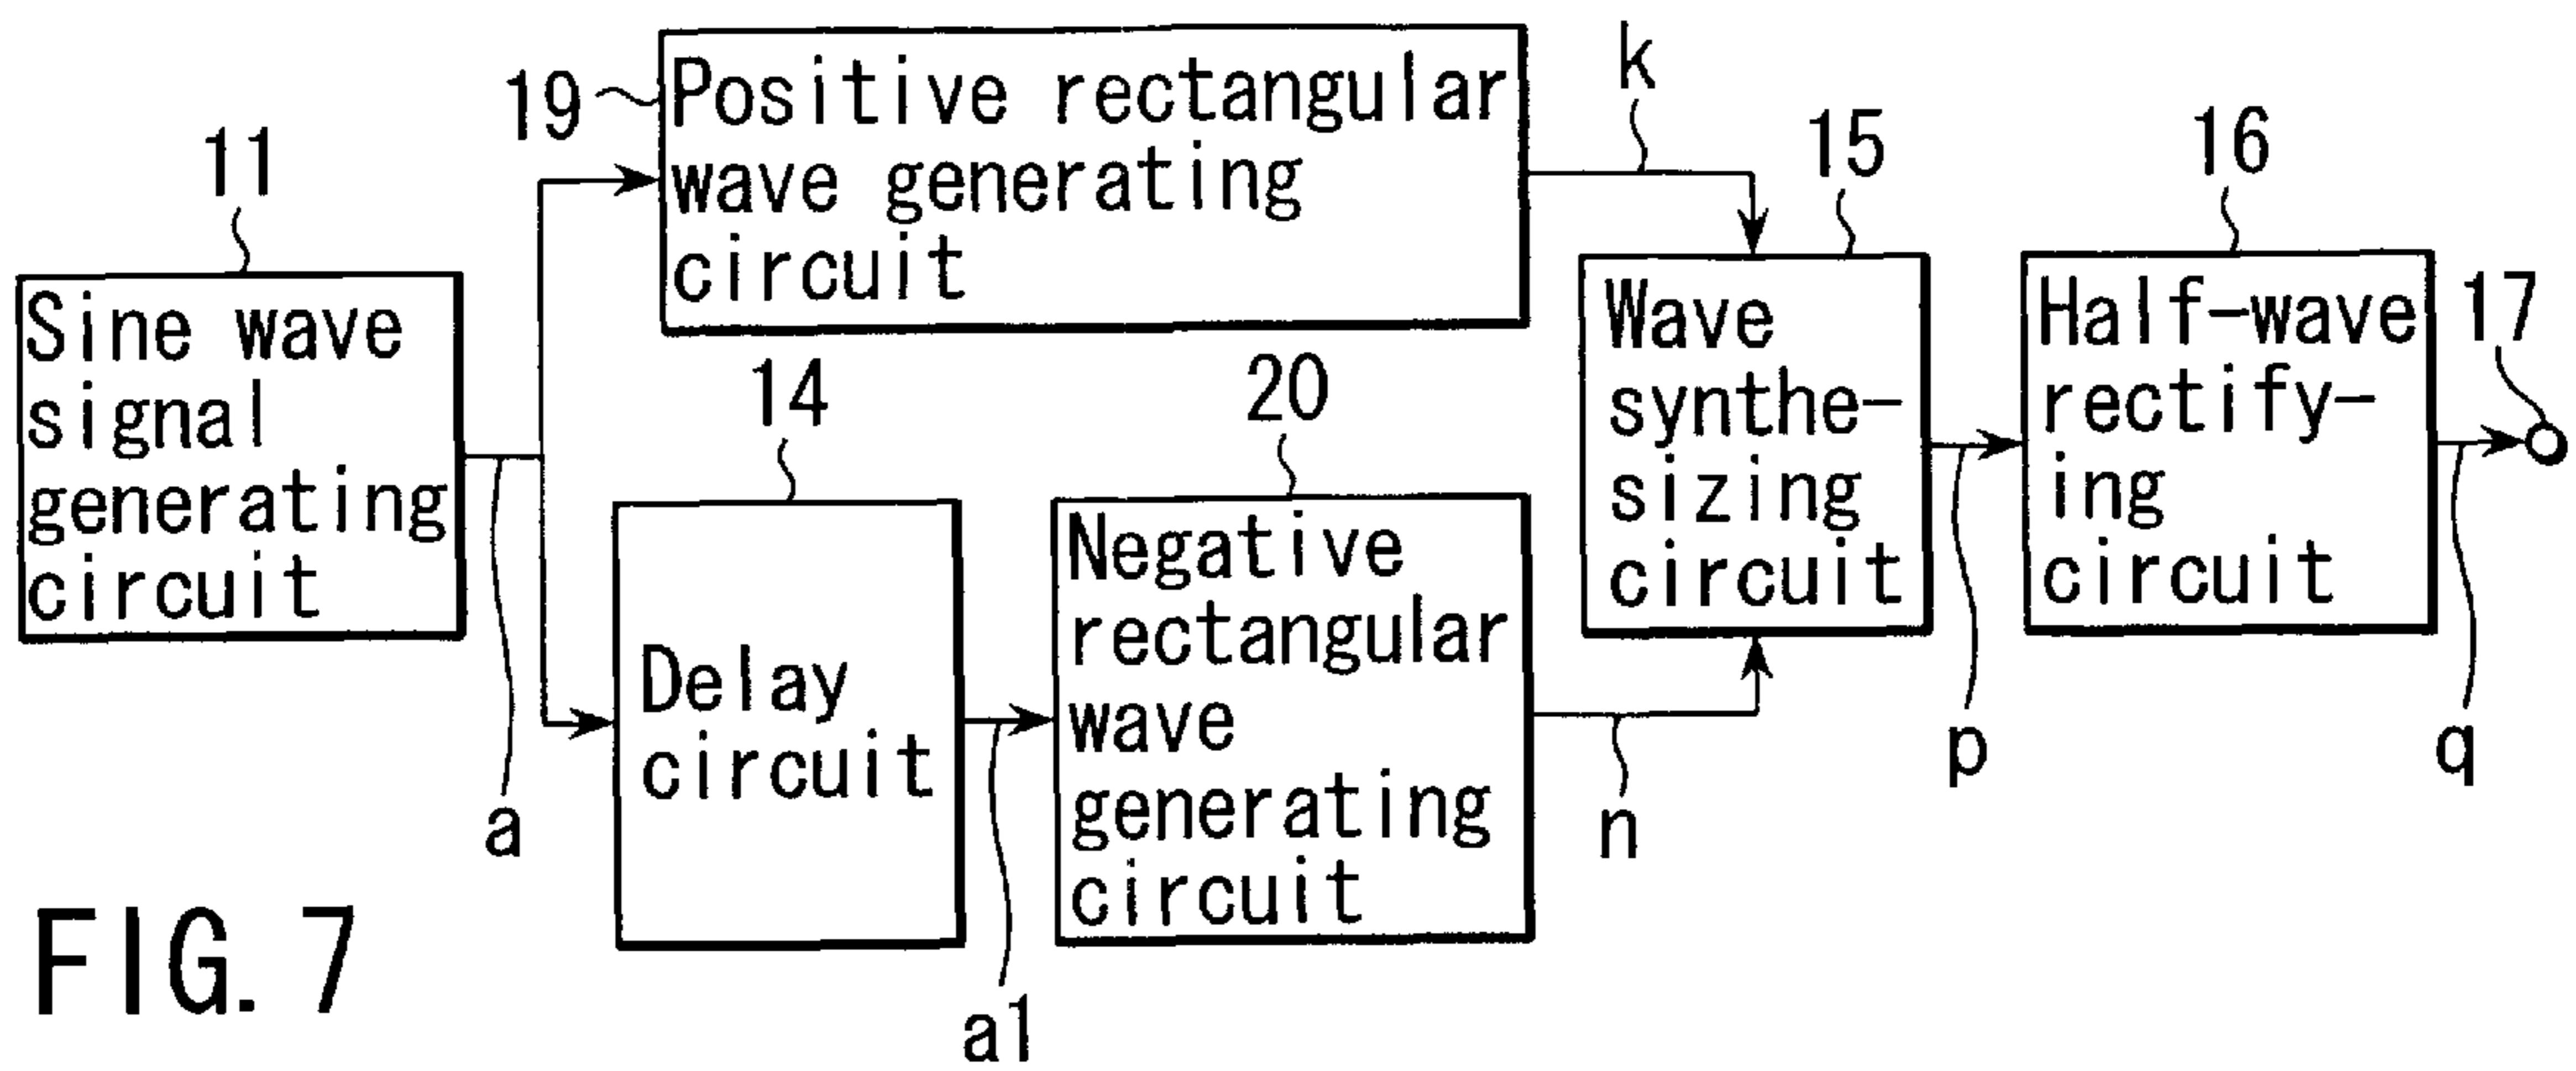 11
Sine wave
signal
generating
circuit
a
19
Positive rectangular
wave generating
circuit
k
14
Delay
circuit
a1
20
Negative
rectangular
wave
generating
circuit
n
15
Wave
synthe-
sizing
circuit
p
16
Half-wave
rectify-
ing
circuit
q
17
FIG. 7